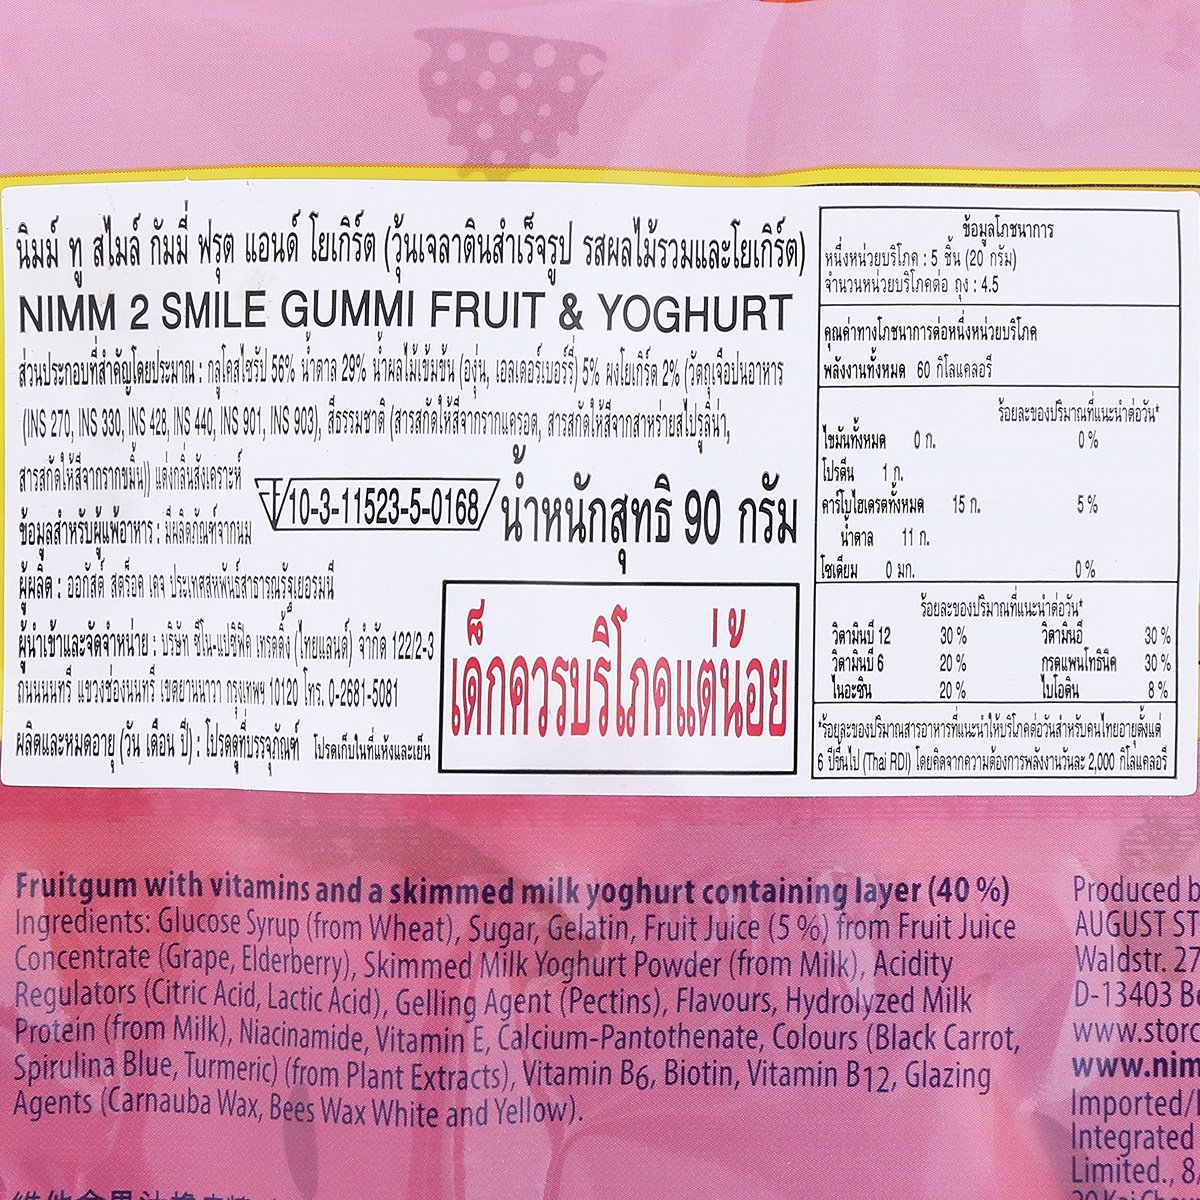 นิมม์ ทู สไมล์ กัมมี่ ฟรุต แอนด์ โยเกิร์ต (วุ้นเจลาตินสำเร็จรูป รสผลไม้รวมและโยเกิร์ต)
NIMM 2 SMILE GUMMI FRUIT & YOGHURT
ส่วนประกอบที่สำคัญโดยประมาณ : กลูโคสไซรัป 56% น้ำตาล 29% น้ำผลไม้เข้มข้น (องุ่น, เอลเดอร์เบอร์รี่) 5% ผงโยเกิร์ต 2% (วัตถุเจือปนอาหาร
(INS 270, INS 330, INS 428, INS 440, INS 901, INS 903), สีธรรมชาติ (สารสกัดให้สีจากรากแครอต, สารสกัดให้สีจากสาหร่ายสไปรูลิน่า,
สารสกัดให้สีจากรากขมิ้น)) แต่งกลิ่นสังเคราะห์
ข้อมูลสำหรับผู้แพ้อาหาร : มีผลิตภัณฑ์จากนม
10-3-11523-5-0168
น้ำหนักสุทธิ 90 กรัม
ผู้ผลิต : ออกัสต์ สตร็อค เคจ ประเทศสหพันธ์สาธารณรัฐเยอรมนี
ผู้นำเข้าและจัดจำหน่าย : บริษัท ซีโน-แปซิฟิค เทรดดิ้ง (ไทยแลนด์) จำกัด 122/2-3
ถนนนนทรี แขวงช่องนนทรี เขตยานนาวา กรุงเทพฯ 10120 โทร. 0-2681-5081
ผลิตและหมดอายุ (วัน เดือน ปี) : โปรดดูที่บรรจุภัณฑ์ โปรดเก็บในที่แห้งและเย็น
เด็กควรบริโภคแต่น้อย
ข้อมูลโภชนาการ
หนึ่งหน่วยบริโภค : 5 ชิ้น (20 กรัม)
จำนวนหน่วยบริโภคต่อ ถุง : 4.5
คุณค่าทางโภชนาการต่อหนึ่งหน่วยบริโภค
พลังงานทั้งหมด 60 กิโลแคลอรี
ร้อยละของปริมาณที่แนะนำต่อวัน*
ไขมันทั้งหมด 0 ก. 0 %
โปรตีน 1 ก.
คาร์โบไฮเดรตทั้งหมด 15 ก. 5 %
น้ำตาล 11 ก.
โซเดียม 0 มก. 0 %
ร้อยละของปริมาณที่แนะนำต่อวัน*
วิตามินบี 12 30 % วิตามินอี 30 %
วิตามินบี 6 20 % กรดแพนโทธินิค 30 %
ไนอะซิน 20 % ไบโอติน 8 %
*ร้อยละของปริมาณสารอาหารที่แนะนำให้บริโภคต่อวันสำหรับคนไทยอายุตั้งแต่
6 ปีขึ้นไป (Thai RDI) โดยคิดจากความต้องการพลังงานวันละ 2,000 กิโลแคลอรี
Fruitgum with vitamins and a skimmed milk yoghurt containing layer (40 %)
Ingredients: Glucose Syrup (from Wheat), Sugar, Gelatin, Fruit Juice (5 %) from Fruit Juice
Concentrate (Grape, Elderberry), Skimmed Milk Yoghurt Powder (from Milk), Acidity
Regulators (Citric Acid, Lactic Acid), Gelling Agent (Pectins), Flavours, Hydrolyzed Milk
Protein (from Milk), Niacinamide, Vitamin E, Calcium-Pantothenate, Colours (Black Carrot,
Spirulina Blue, Turmeric) (from Plant Extracts), Vitamin B6, Biotin, Vitamin B12, Glazing
Agents (Carnauba Wax, Bees Wax White and Yellow).
Produced b
AUGUST ST
Waldstr. 27
D-13403 Be
www.storc
www.nim
Imported/
Integrated
Limited., 8